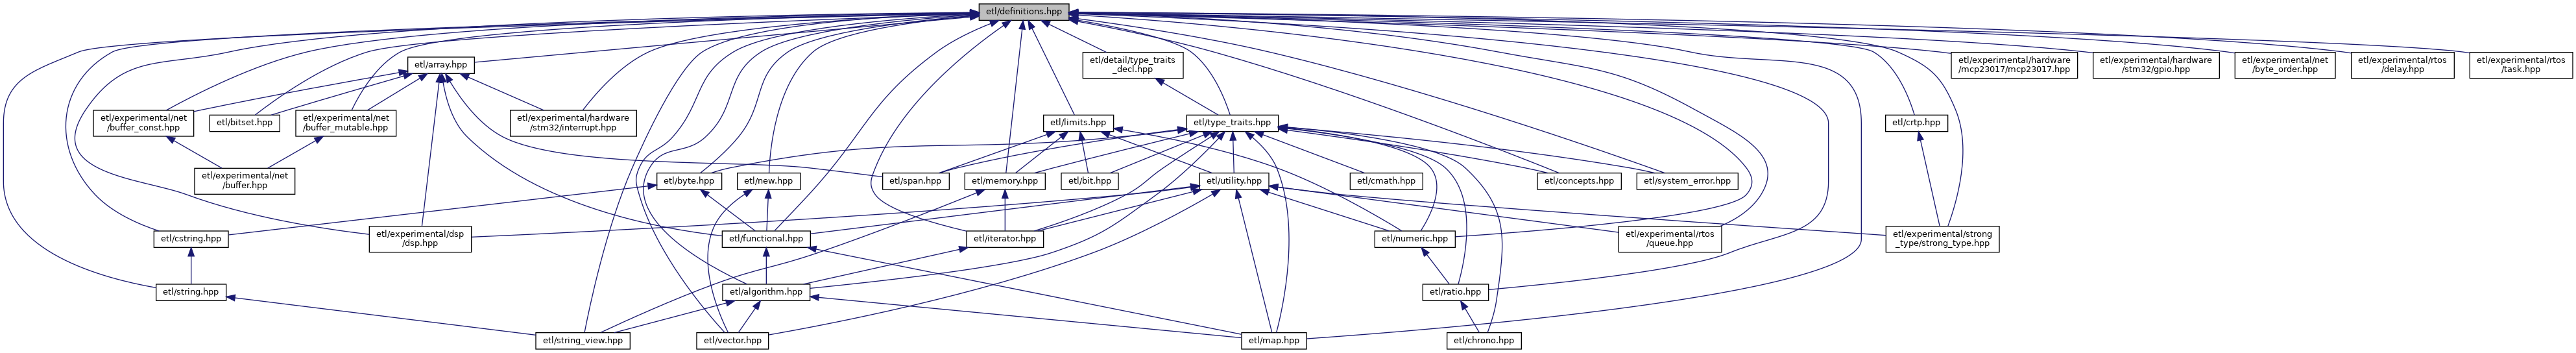 etl/definitions.hpp
etl/array.hpp
etl/detail/type_traits
_decl.hpp
etl/experimental/hardware
/mcp23017/mcp23017.hpp
etl/experimental/hardware
/stm32/gpio.hpp
etl/experimental/net
/byte_order.hpp
etl/experimental/rtos
/delay.hpp
etl/experimental/rtos
/task.hpp
etl/experimental/net
/buffer_const.hpp
etl/bitset.hpp
etl/experimental/net
/buffer_mutable.hpp
etl/experimental/hardware
/stm32/interrupt.hpp
etl/limits.hpp
etl/type_traits.hpp
etl/crtp.hpp
etl/experimental/net
/buffer.hpp
etl/byte.hpp
etl/new.hpp
etl/span.hpp
etl/memory.hpp
etl/bit.hpp
etl/utility.hpp
etl/cmath.hpp
etl/concepts.hpp
etl/system_error.hpp
etl/cstring.hpp
etl/experimental/dsp
/dsp.hpp
etl/functional.hpp
etl/iterator.hpp
etl/numeric.hpp
etl/experimental/rtos
/queue.hpp
etl/experimental/strong
_type/strong_type.hpp
etl/string.hpp
etl/algorithm.hpp
etl/ratio.hpp
etl/string_view.hpp
etl/vector.hpp
etl/map.hpp
etl/chrono.hpp